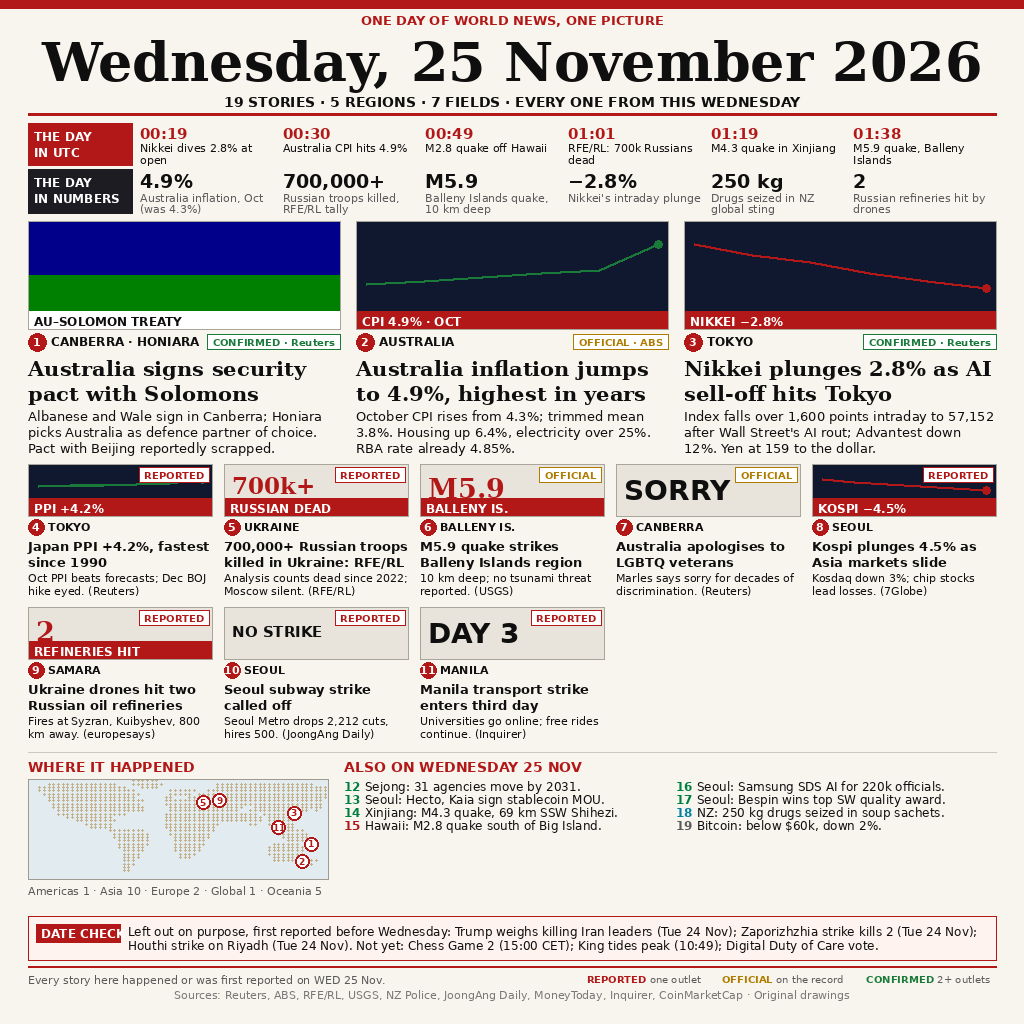 ONE DAY OF WORLD NEWS, ONE PICTURE
Wednesday, 25 November 2026
19 STORIES · 5 REGIONS · 7 FIELDS · EVERY ONE FROM THIS WEDNESDAY
THE DAY
IN UTC
00:19
Nikkei dives 2.8% at
open
00:30
Australia CPI hits 4.9%
00:49
M2.8 quake off Hawaii
01:01
RFE/RL: 700k Russians
dead
01:19
M4.3 quake in Xinjiang
01:38
M5.9 quake, Balleny
Islands
THE DAY
IN NUMBERS
4.9%
Australia inflation, Oct
(was 4.3%)
700,000+
Russian troops killed,
RFE/RL tally
M5.9
Balleny Islands quake,
10 km deep
−2.8%
Nikkei's intraday plunge
250 kg
Drugs seized in NZ
global sting
2
Russian refineries hit by
drones
AU–SOLOMON TREATY
1 CANBERRA · HONIARA CONFIRMED · Reuters
Australia signs security
pact with Solomons
Albanese and Wale sign in Canberra; Honiara
picks Australia as defence partner of choice.
Pact with Beijing reportedly scrapped.
CPI 4.9% · OCT
2 AUSTRALIA OFFICIAL · ABS
Australia inflation jumps
to 4.9%, highest in years
October CPI rises from 4.3%; trimmed mean
3.8%. Housing up 6.4%, electricity over 25%.
RBA rate already 4.85%.
NIKKEI −2.8%
3 TOKYO CONFIRMED · Reuters
Nikkei plunges 2.8% as AI
sell-off hits Tokyo
Index falls over 1,600 points intraday to 57,152
after Wall Street's AI rout; Advantest down
12%. Yen at 159 to the dollar.
REPORTED
PPI +4.2%
4 TOKYO
Japan PPI +4.2%, fastest
since 1990
Oct PPI beats forecasts; Dec BOJ
hike eyed. (Reuters)
700k+ REPORTED
RUSSIAN DEAD
5 UKRAINE
700,000+ Russian troops
killed in Ukraine: RFE/RL
Analysis counts dead since 2022;
Moscow silent. (RFE/RL)
M5.9 OFFICIAL
BALLENY IS.
6 BALLENY IS.
M5.9 quake strikes
Balleny Islands region
10 km deep; no tsunami threat
reported. (USGS)
SORRY OFFICIAL
7 CANBERRA
Australia apologises to
LGBTQ veterans
Marles says sorry for decades of
discrimination. (Reuters)
REPORTED
KOSPI −4.5%
8 SEOUL
Kospi plunges 4.5% as
Asia markets slide
Kosdaq down 3%; chip stocks
lead losses. (7Globe)
2 REPORTED
REFINERIES HIT
9 SAMARA
Ukraine drones hit two
Russian oil refineries
Fires at Syzran, Kuibyshev, 800
km away. (europesays)
NO STRIKE REPORTED
10 SEOUL
Seoul subway strike
called off
Seoul Metro drops 2,212 cuts,
hires 500. (JoongAng Daily)
DAY 3 REPORTED
11 MANILA
Manila transport strike
enters third day
Universities go online; free rides
continue. (Inquirer)
WHERE IT HAPPENED
5 9
3
11
1
2
Americas 1 · Asia 10 · Europe 2 · Global 1 · Oceania 5
ALSO ON WEDNESDAY 25 NOV
12 Sejong: 31 agencies move by 2031.
13 Seoul: Hecto, Kaia sign stablecoin MOU.
14 Xinjiang: M4.3 quake, 69 km SSW Shihezi.
15 Hawaii: M2.8 quake south of Big Island.
16 Seoul: Samsung SDS AI for 220k officials.
17 Seoul: Bespin wins top SW quality award.
18 NZ: 250 kg drugs seized in soup sachets.
19 Bitcoin: below $60k, down 2%.
DATE CHECK
Left out on purpose, first reported before Wednesday: Trump weighs killing Iran leaders (Tue 24 Nov); Zaporizhzhia strike kills 2 (Tue 24 Nov);
Houthi strike on Riyadh (Tue 24 Nov). Not yet: Chess Game 2 (15:00 CET); King tides peak (10:49); Digital Duty of Care vote.
Every story here happened or was first reported on WED 25 Nov.
REPORTED one outlet OFFICIAL on the record CONFIRMED 2+ outlets
Sources: Reuters, ABS, RFE/RL, USGS, NZ Police, JoongAng Daily, MoneyToday, Inquirer, CoinMarketCap · Original drawings